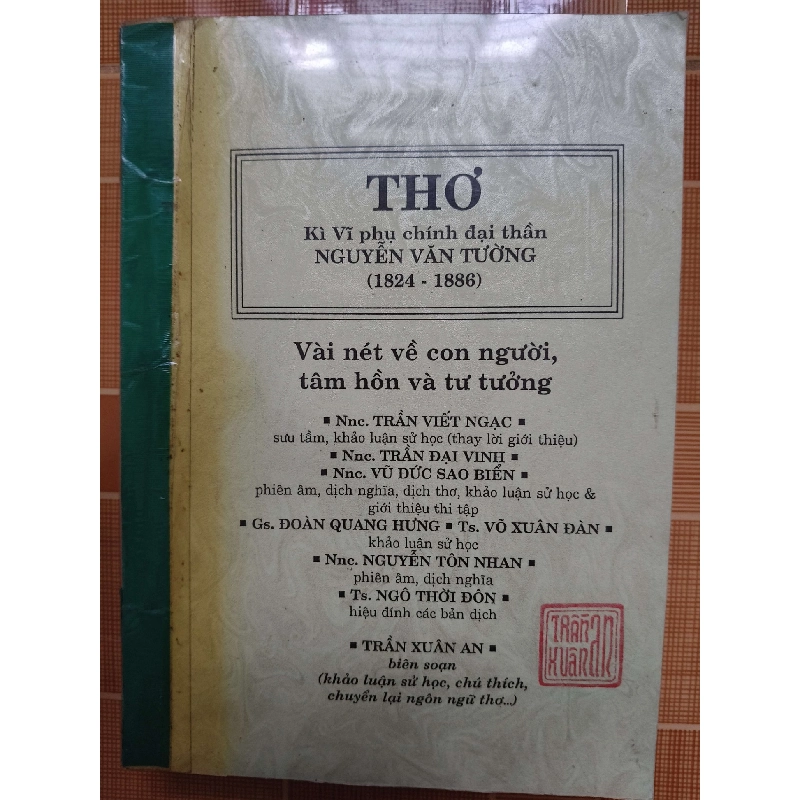 THƠ
Kì Vĩ phụ chính đại thần
NGUYỄN VĂN TƯỜNG
(1824 - 1886)
Vài nét về con người,
tâm hồn và tư tưởng
▪ Nnc. TRẦN VIẾT NGẠC ▪
sưu tầm, khảo luận sử học (thay lời giới thiệu)
▪ Nnc. TRẦN ĐẠI VINH ▪
▪ Nnc. VŨ ĐỨC SAO BIỂN ▪
phiên âm, dịch nghĩa, dịch thơ, khảo luận sử học &
giới thiệu thi tập
▪ Gs. ĐOÀN QUANG HƯNG ▪ Ts. VÕ XUÂN ĐÀN ▪
khảo luận sử học
▪ Nnc. NGUYỄN TÔN NHAN ▪
phiên âm, dịch nghĩa
▪ Ts. NGÔ THỜI ĐÔN ▪
hiệu đính các bản dịch
▪ TRẦN XUÂN AN ▪
biên soạn
(khảo luận sử học, chú thích,
chuyển lại ngôn ngữ thơ...)
TRẦN
XUÂN AN